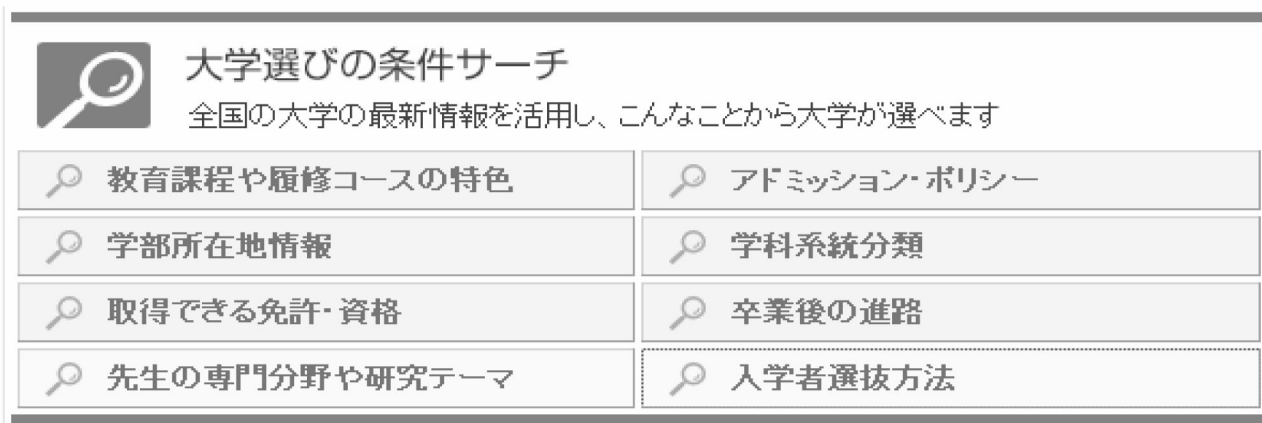 大学選びの条件サーチ
全国の大学の最新情報を活用し、こんなことから大学が選べます
教育課程や履修コースの特色
アドミッション・ポリシー
学部所在地情報
学科系統分類
取得できる免許・資格
卒業後の進路
先生の専門分野や研究テーマ
入学者選抜方法